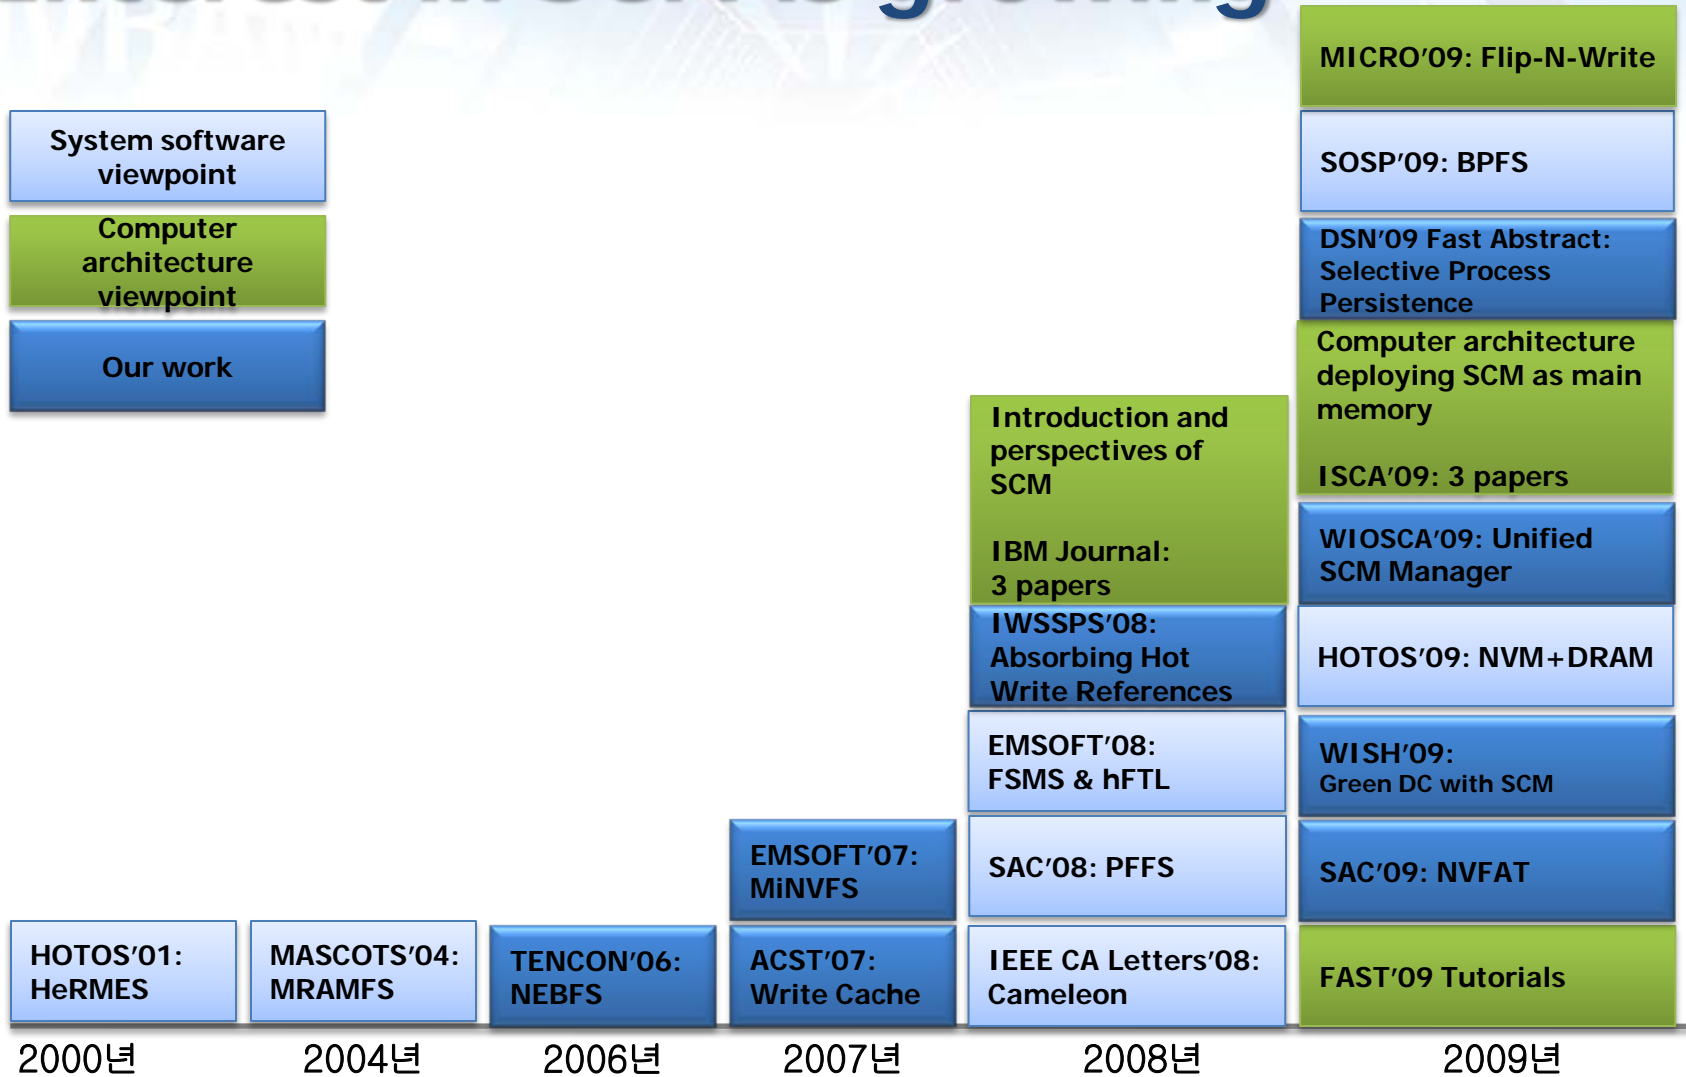 Interest in SCM is growing
System software
viewpoint
Computer
architecture
viewpoint
Our work
HOTOS'01:
HeRMES
MASCOTS'04:
MRAMFS
TENCON'06:
NEBFS
EMSOFT'07:
MiNVFS
ACST'07:
Write Cache
Introduction and
perspectives of
SCM
IBM Journal:
3 papers
IWSSPS'08:
Absorbing Hot
Write References
EMSOFT'08:
FSMS & hFTL
SAC'08: PFFS
IEEE CA Letters'08:
Cameleon
MICRO'09: Flip-N-Write
SOSP'09: BPFS
DSN'09 Fast Abstract:
Selective Process
Persistence
Computer architecture
deploying SCM as main
memory
ISCA'09: 3 papers
WIOSCA'09: Unified
SCM Manager
HOTOS'09: NVM+DRAM
WISH'09:
Green DC with SCM
SAC'09: NVFAT
FAST'09 Tutorials
2000년
2004년
2006년
2007년
2008년
2009년